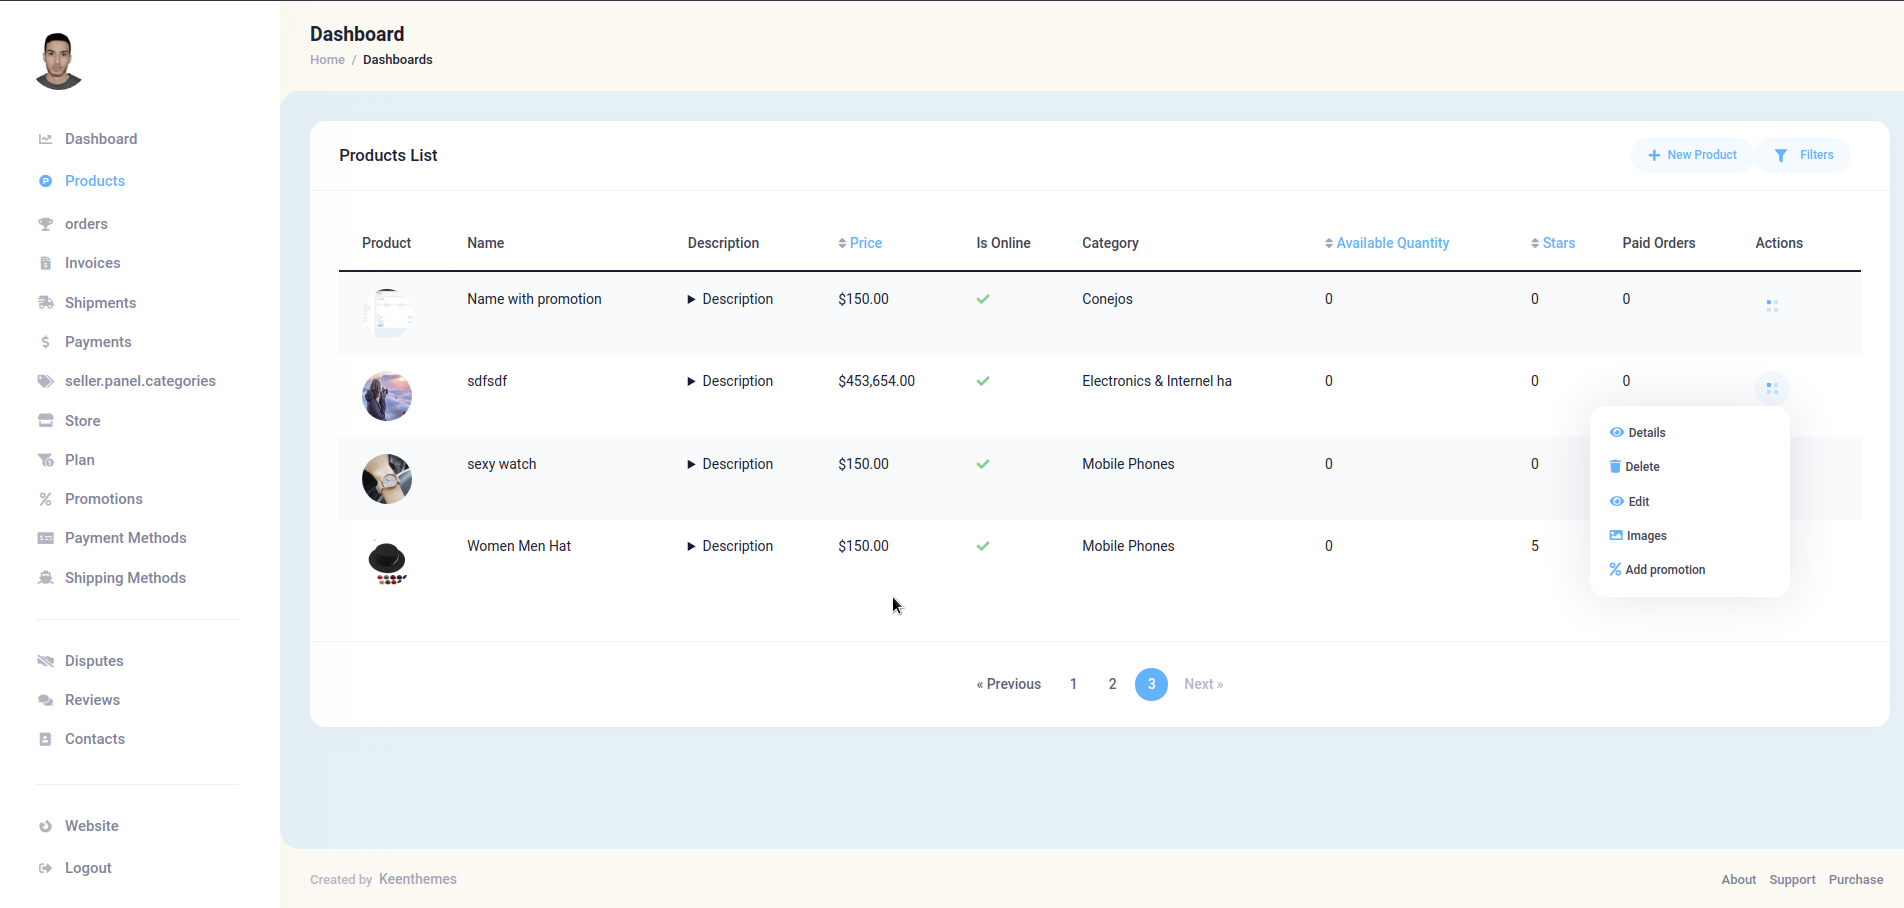 Dashboard
Home / Dashboards
Dashboard
Products
orders
Invoices
Shipments
Payments
seller.panel.categories
Store
Plan
Promotions
Payment Methods
Shipping Methods
Disputes
Reviews
Contacts
Website
Logout
Products List
New Product Filters
Product Name Description Price Is Online Category Available Quantity Stars Paid Orders Actions
Name with promotion Description $150.00 Conejos 0 0 0
sdfsdf Description $453,654.00 Electronics & Internel ha 0 0 0
sexy watch Description $150.00 Mobile Phones 0 0
Women Men Hat Description $150.00 Mobile Phones 0 5
Details
Delete
Edit
Images
Add promotion
« Previous 1 2 3 Next »
Created by Keenthemes
About Support Purchase